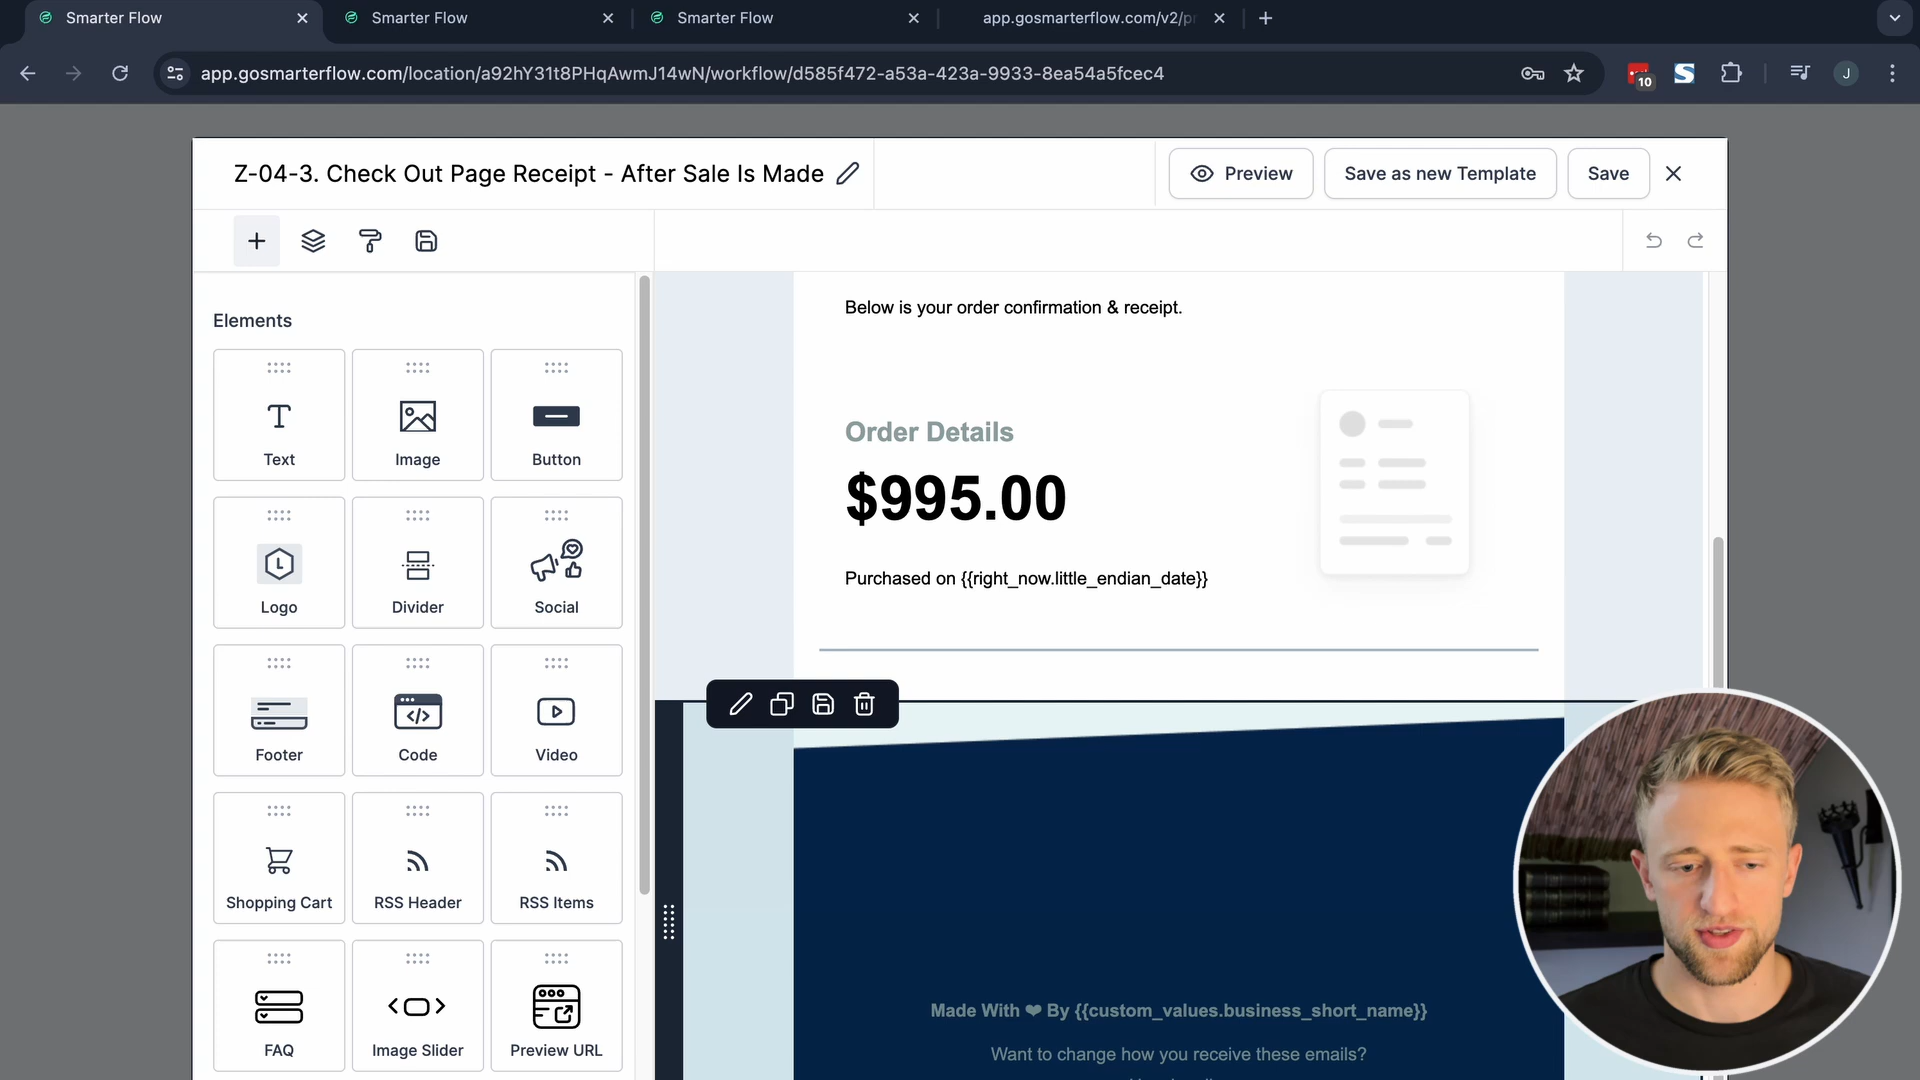 Smarter Flow
Smarter Flow
Smarter Flow
app.gosmarterflow.com/v2/pr
app.gosmarterflow.com/location/a92hY31t8PHqAwmJ14wN/workflow/d585f472-a53a-423a-9933-8ea54a5fcec4
10
J
Z-04-3. Check Out Page Receipt - After Sale Is Made
Preview
Save as new Template
Save
Elements
Text
Image
Button
Logo
Divider
Social
Footer
Code
Video
Shopping Cart
RSS Header
RSS Items
FAQ
Image Slider
Preview URL
Below is your order confirmation & receipt.
Order Details
$995.00
Purchased on {{right_now.little_endian_date}}
Made With ❤ By {{custom_values.business_short_name}}
Want to change how you receive these emails?